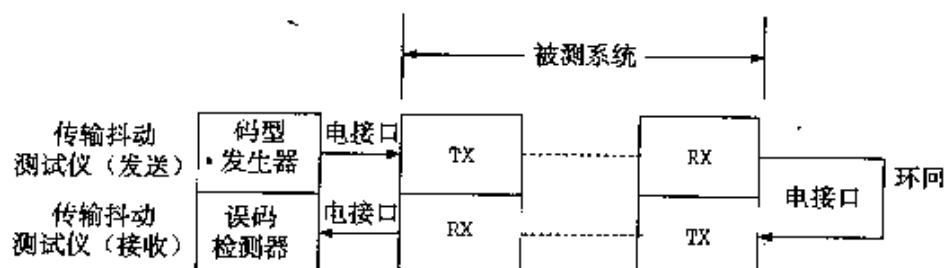 被测系统
传输抖动
测试仪（发送）
码型
发生器
电接口
TX
RX
环回
电接口
传输抖动
测试仪（接收）
误码
检测器
电接口
RX
TX